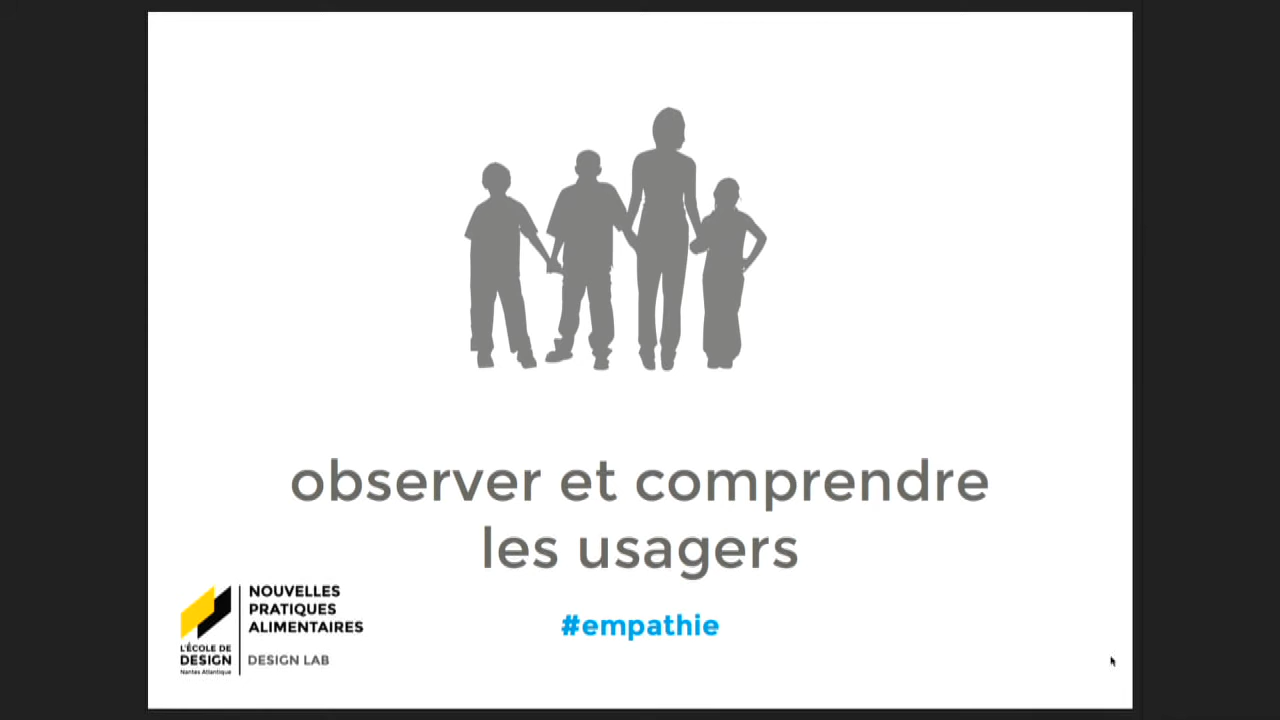 observer et comprendre
les usagers
#empathie
NOUVELLES
PRATIQUES
ALIMENTAIRES
L'ÉCOLE DE
DESIGN
Nantes Atlantique
DESIGN LAB